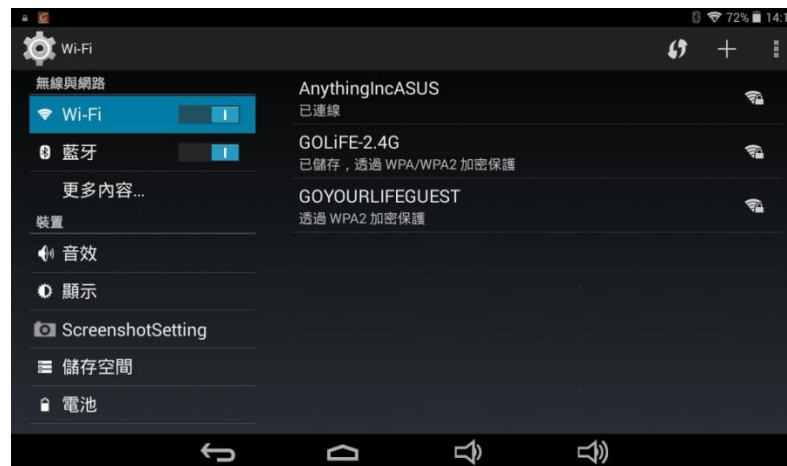 72% 14:1
Wi-Fi
無線與網路
Wi-Fi
藍牙
更多內容...
裝置
音效
顯示
ScreenshotSetting
儲存空間
電池
AnythingIncASUS
已連線
GOLiFE-2.4G
已儲存，透過 WPA/WPA2 加密保護
GOYOURLIFEGUEST
透過 WPA2 加密保護